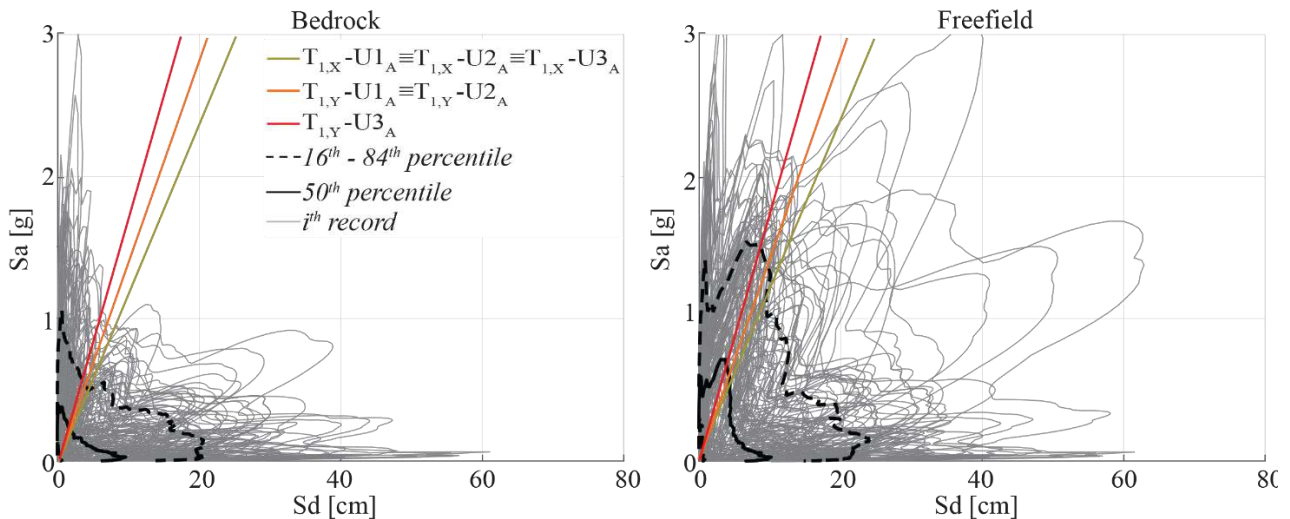 Bedrock
3
T1,X-U1A≡T1,X-U2A≡T1,X-U3A
T1,Y-U1A≡T1,Y-U2A
T1,Y-U3A
16th - 84th percentile
50th percentile
ith record
2
1
0
Sa [g]
0 20 40 60 80
Sd [cm]
Freefield
3
2
1
0
Sa [g]
0 20 40 60 80
Sd [cm]